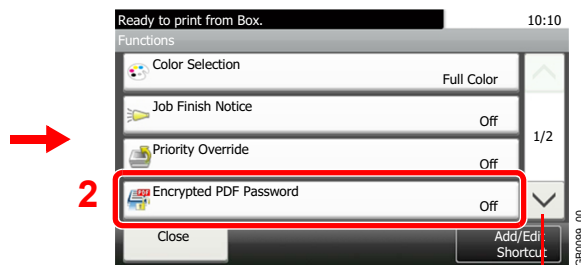 Ready to print from Box.
10:10
Functions
Color Selection
Full Color
Job Finish Notice
Off
1/2
Priority Override
Off
2
Encrypted PDF Password
Off
Close
Add/Edit
Shortcut